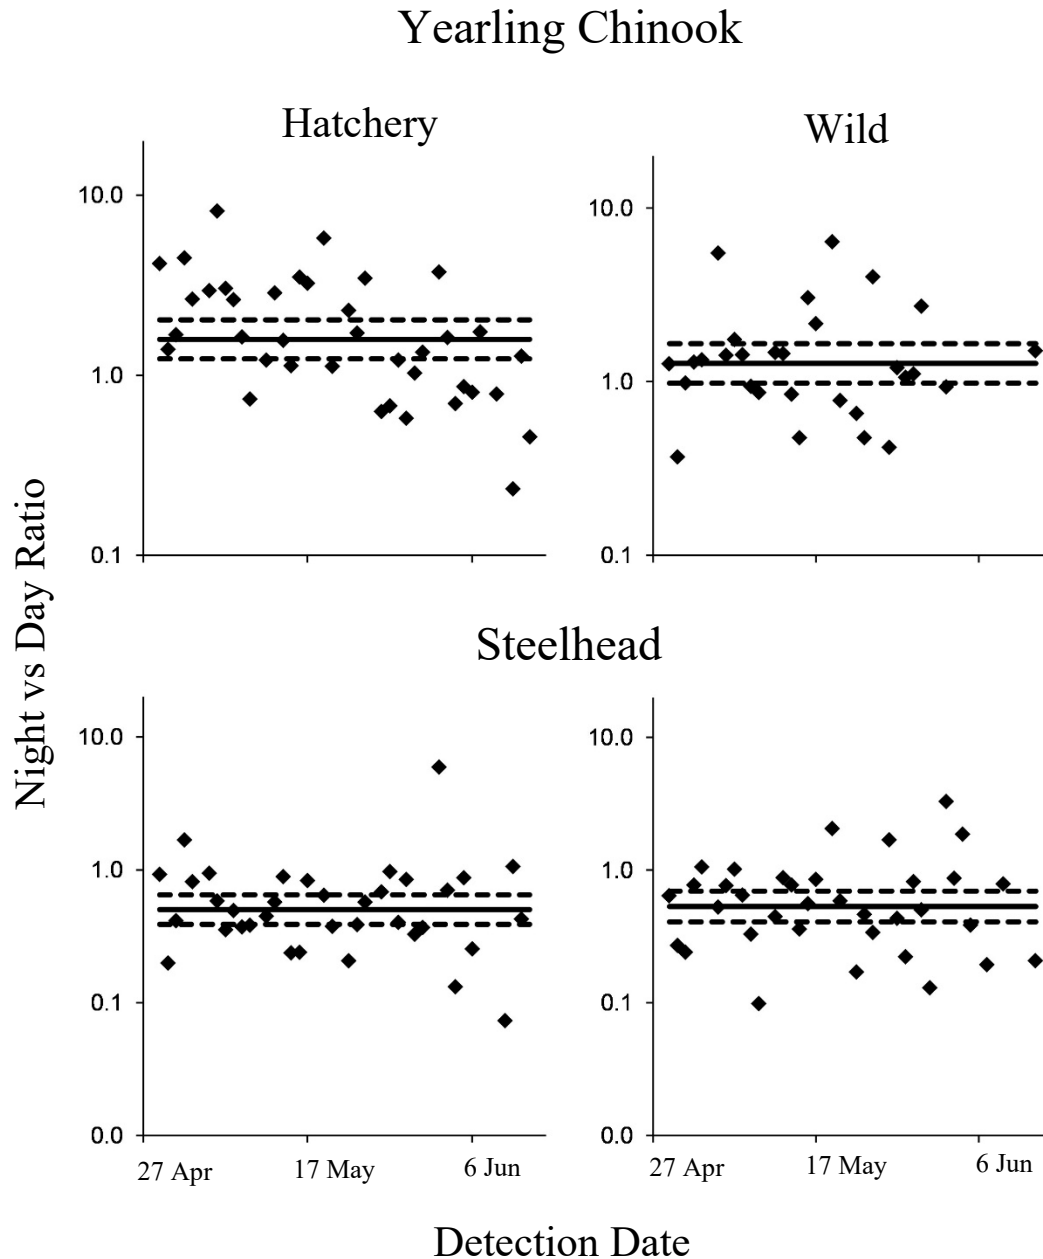 Yearling Chinook
Hatchery
Wild
10.0
1.0
0.1
10.0
1.0
0.1
Night vs Day Ratio
Steelhead
10.0
1.0
0.1
0.0
10.0
1.0
0.1
0.0
27 Apr
17 May
6 Jun
27 Apr
17 May
6 Jun
Detection Date